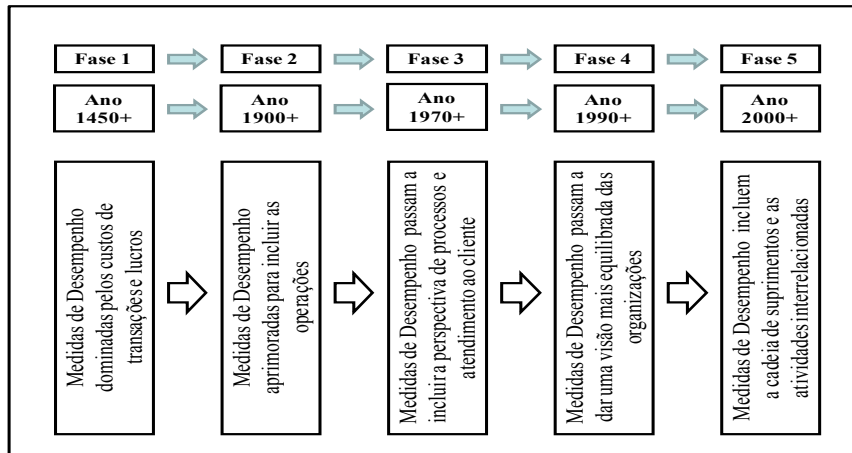 Fase 1
Fase 2
Fase 3
Fase 4
Fase 5
Ano
1450+
Ano
1900+
Ano
1970+
Ano
1990+
Ano
2000+
Medidas de Desempenho
dominadas pelos custos de
transações e lucros
Medidas de Desempenho
aprimoradas para incluir as
operações
Medidas de Desempenho passam a
incluir a perspectiva de processos e
atendimento ao cliente
Medidas de Desempenho passam a
dar uma visão mais equilibrada das
organizações
Medidas de Desempenho incluem
a cadeia de suprimentos e as
atividades interrelacionadas